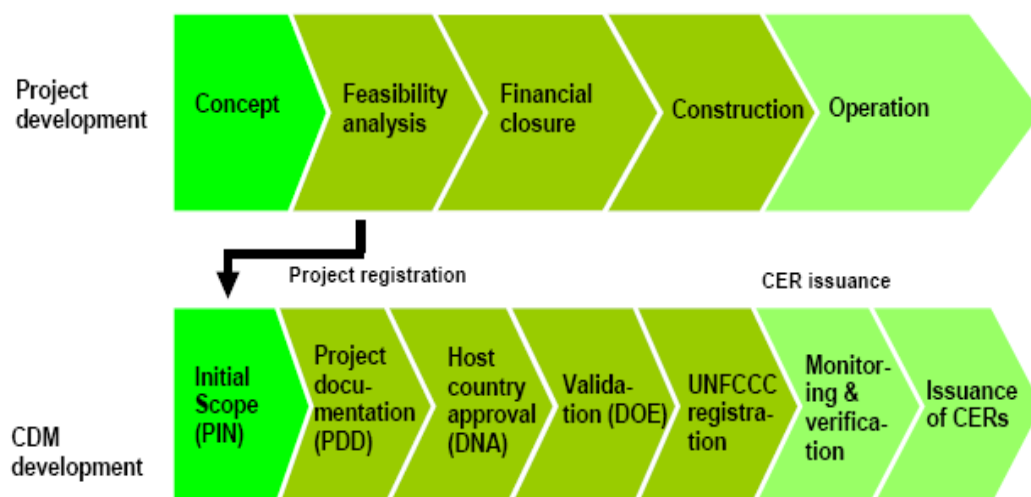 Project
development
Concept
Feasibility
analysis
Financial
closure
Construction
Operation
Project registration
CER issuance
CDM
development
Initial
Scope
(PIN)
Project
docu-
mentation
(PDD)
Host
country
approval
(DNA)
Valida-
tion (DOE)
UNFCCC
registra-
tion
Monitor-
ing &
verifica-
tion
Issuance
of CERs